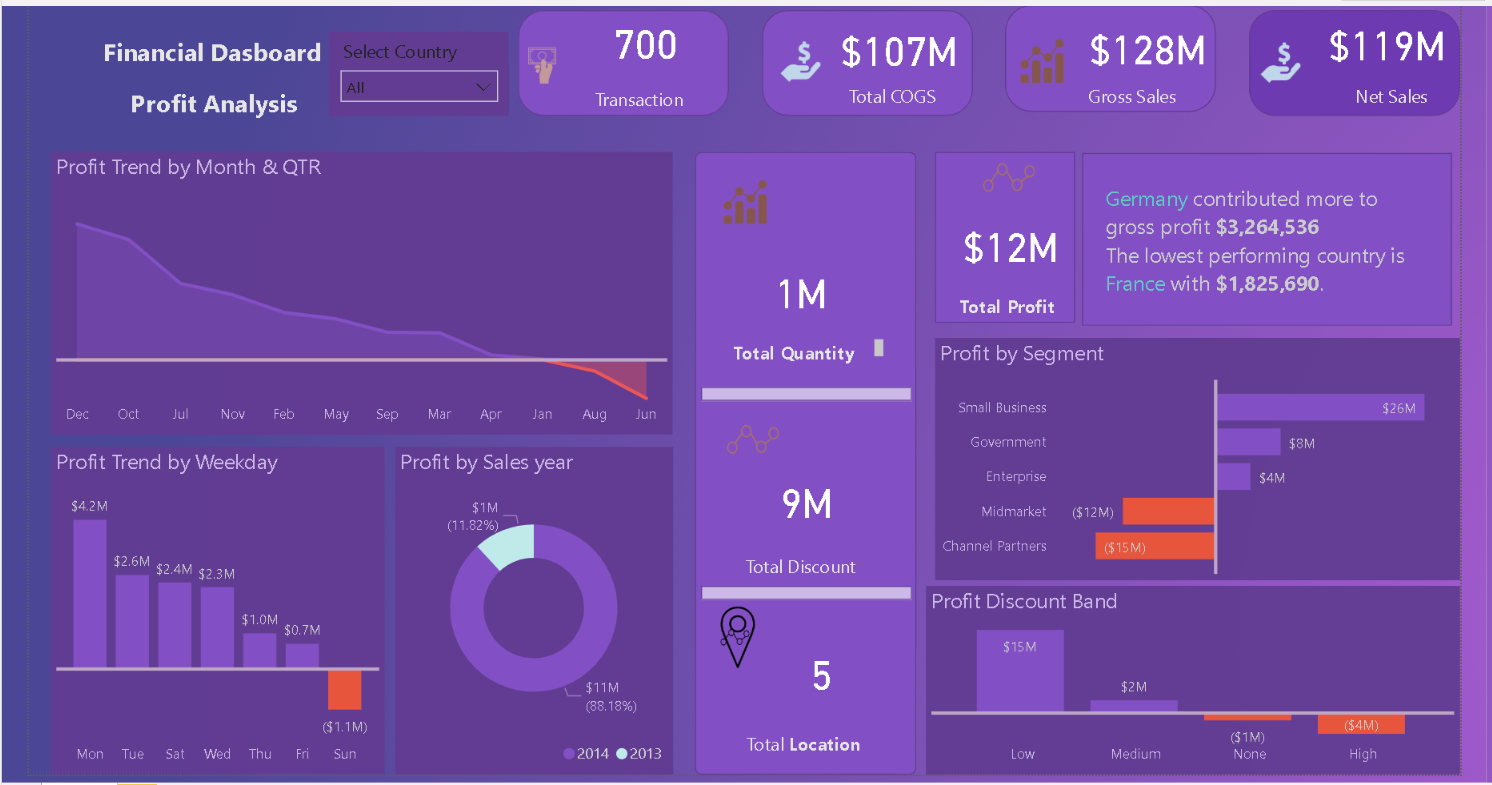 Financial Dasboard
Profit Analysis
Select Country
All
700
Transaction
$107M
Total COGS
$128M
Gross Sales
$119M
Net Sales
Profit Trend by Month & QTR
Dec Oct Jul Nov Feb May Sep Mar Apr Jan Aug Jun
Profit Trend by Weekday
$4.2M
$2.6M
$2.4M
$2.3M
$1.0M
$0.7M
($1.1M)
Mon Tue Sat Wed Thu Fri Sun
Profit by Sales year
$1M
(11.82%)
$11M
(88.18%)
2014 2013
1M
Total Quantity
9M
Total Discount
5
Total Location
$12M
Total Profit
Germany contributed more to
gross profit $3,264,536
The lowest performing country is
France with $1,825,690.
Profit by Segment
Small Business $26M
Government $8M
Enterprise $4M
Midmarket ($12M)
Channel Partners ($15M)
Profit Discount Band
$15M
$2M
($1M)
($4M)
Low Medium None High